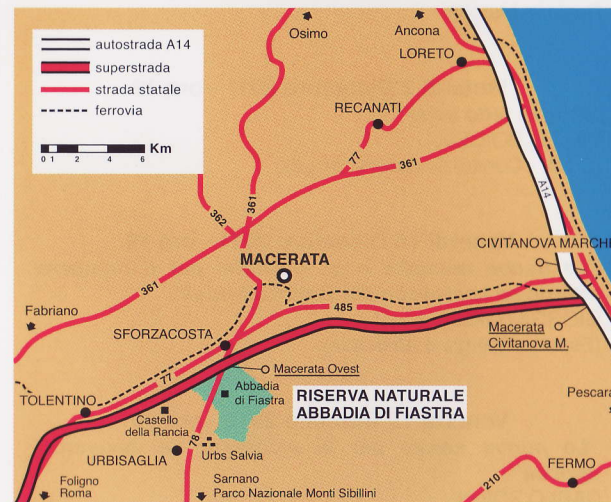 autostrada A14
superstrada
strada statale
ferrovia
0 1 2 4 6 Km
Osimo
Ancona
LORETO
RECANATI
77
361
A14
362
361
CIVITANOVA MARCHE
MACERATA
361
485
Fabriano
SFORZACOSTA
Macerata
Civitanova M.
77
Macerata Ovest
Abbadia
di Fiastra
RISERVA NATURALE
ABBADIA DI FIASTRA
Pescara
TOLENTINO
Castello
della Rancia
78
Urbs Salvia
URBISAGLIA
FERMO
Foligno
Roma
Sarnano
Parco Nazionale Monti Sibillini
210